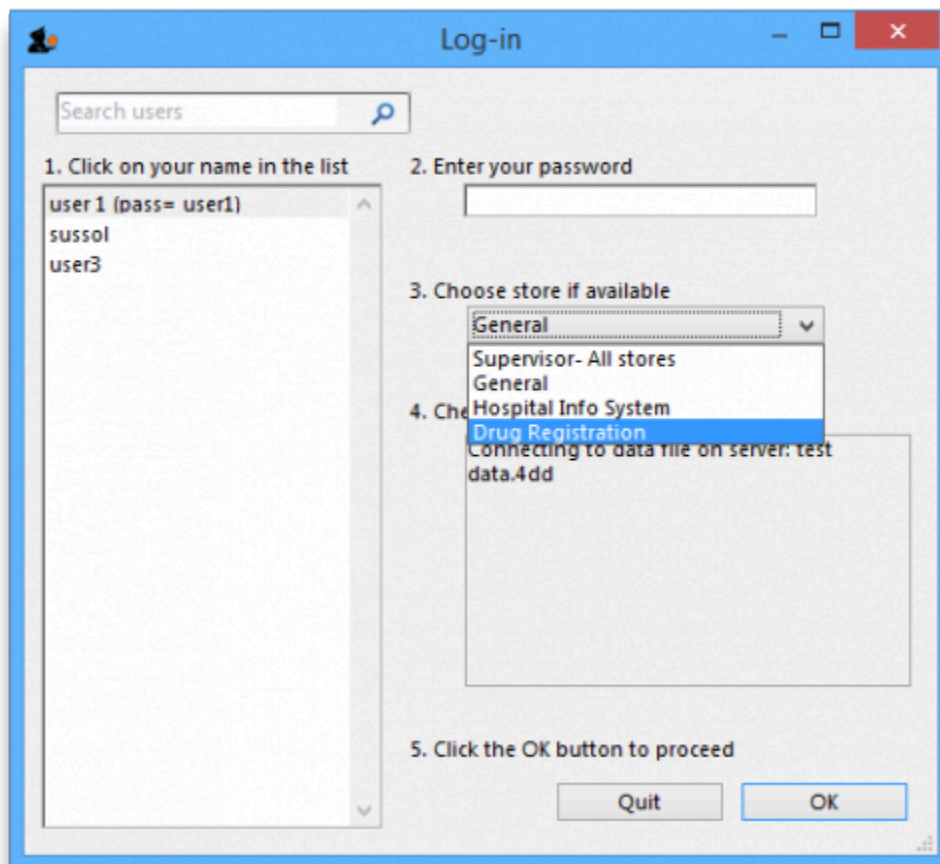 Log-in
Search users
1. Click on your name in the list
user 1 (pass= user1)
sussol
user3
2. Enter your password
3. Choose store if available
General
Supervisor- All stores
General
Hospital Info System
Drug Registration
4.
Connecting to data file on server: test
data.4dd
5. Click the OK button to proceed
Quit
OK